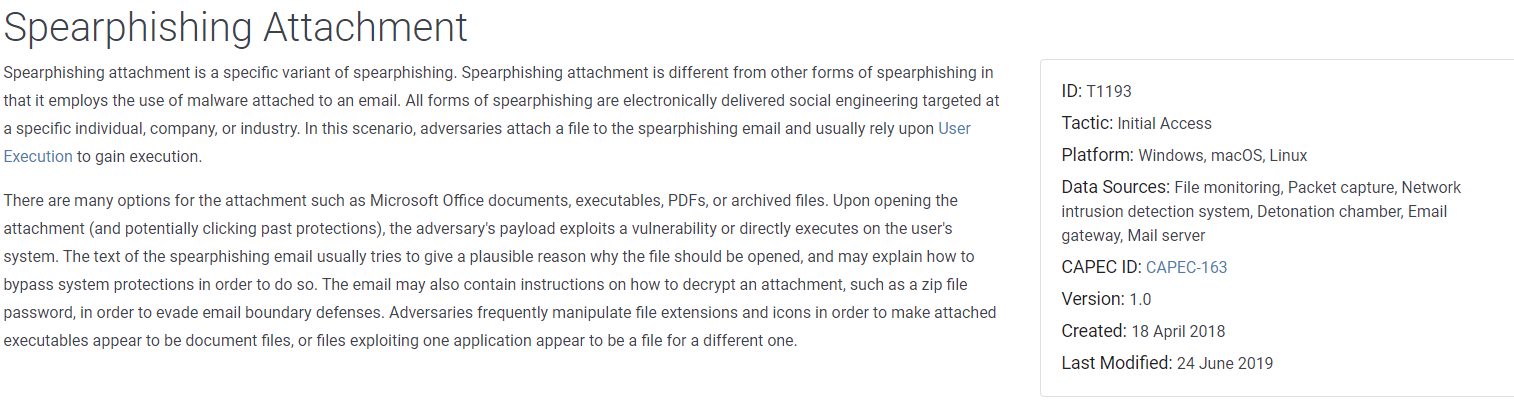 Spearphishing Attachment
Spearphishing attachment is a specific variant of spearphishing. Spearphishing attachment is different from other forms of spearphishing in
that it employs the use of malware attached to an email. All forms of spearphishing are electronically delivered social engineering targeted at
a specific individual, company, or industry. In this scenario, adversaries attach a file to the spearphishing email and usually rely upon User
Execution to gain execution.
There are many options for the attachment such as Microsoft Office documents, executables, PDFs, or archived files. Upon opening the
attachment (and potentially clicking past protections), the adversary's payload exploits a vulnerability or directly executes on the user's
system. The text of the spearphishing email usually tries to give a plausible reason why the file should be opened, and may explain how to
bypass system protections in order to do so. The email may also contain instructions on how to decrypt an attachment, such as a zip file
password, in order to evade email boundary defenses. Adversaries frequently manipulate file extensions and icons in order to make attached
executables appear to be document files, or files exploiting one application appear to be a file for a different one.
ID: T1193
Tactic: Initial Access
Platform: Windows, macOS, Linux
Data Sources: File monitoring, Packet capture, Network
intrusion detection system, Detonation chamber, Email
gateway, Mail server
CAPEC ID: CAPEC-163
Version: 1.0
Created: 18 April 2018
Last Modified: 24 June 2019